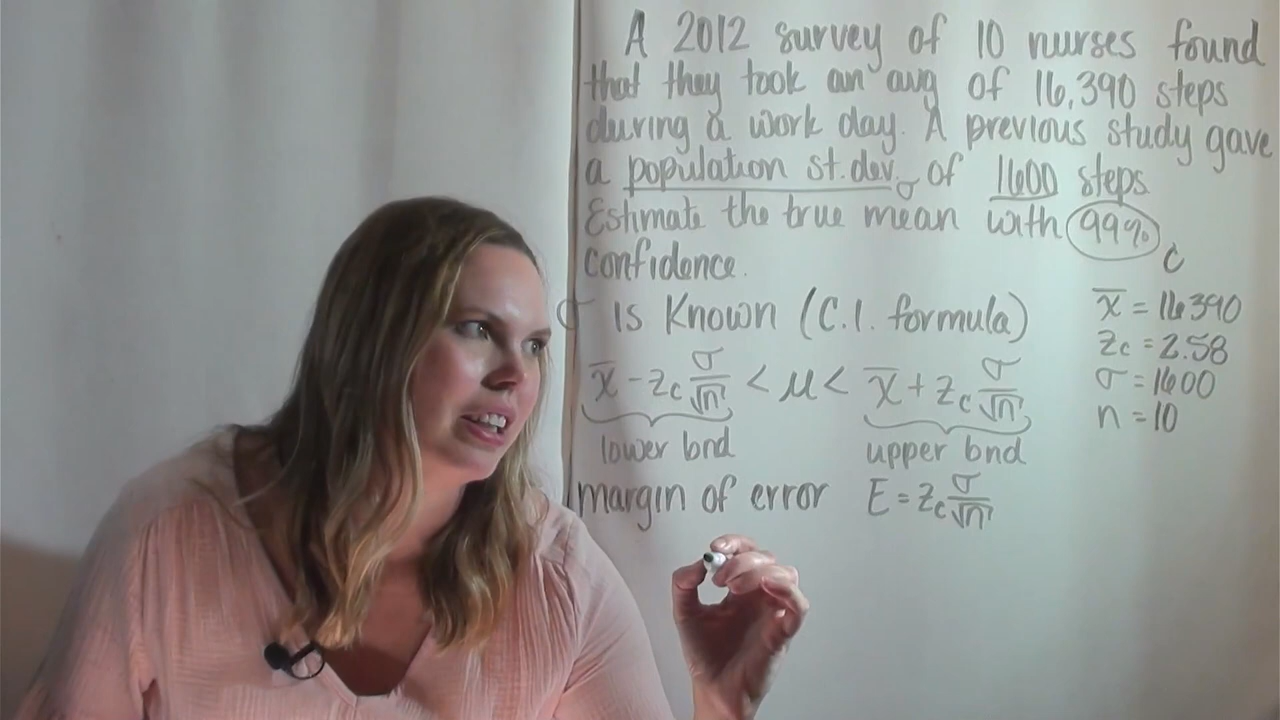 A 2012 survey of 10 nurses found
that they took an avg of 16,390 steps
during a work day. A previous study gave
a population st.dev. σ of 1600 steps
Estimate the true mean with 99%
confidence. c
σ is Known (C.I. formula)
x̄ - zc σ/√n < μ < x̄ + zc σ/√n
lower bnd upper bnd
margin of error E = zc σ/√n
x̄ = 16390
zc = 2.58
σ = 1600
n = 10